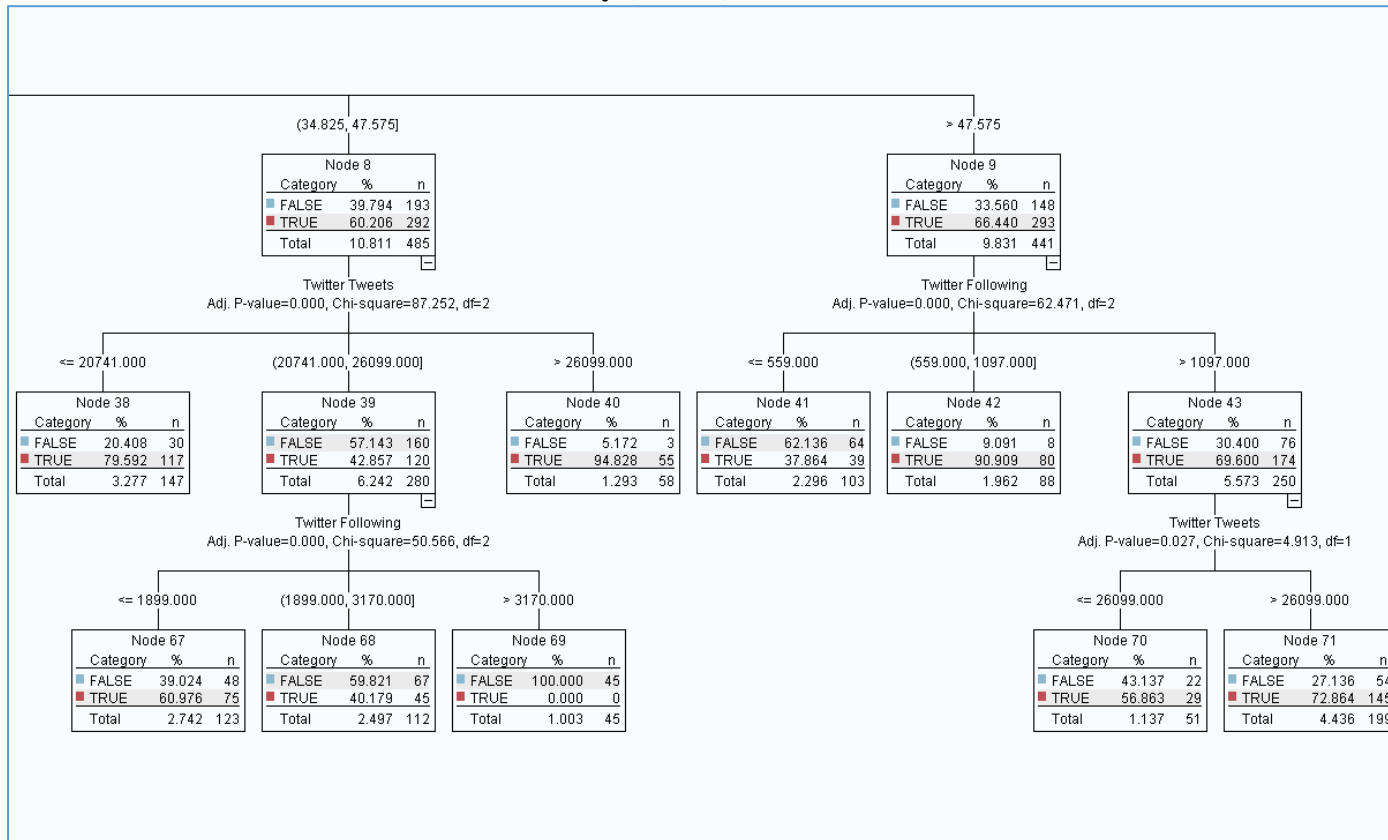 (34.825, 47.575]
> 47.575
Node 8
Category % n
FALSE 39.794 193
TRUE 60.206 292
Total 10.811 485
Node 9
Category % n
FALSE 33.560 148
TRUE 66.440 293
Total 9.831 441
Twitter Tweets
Adj. P-value=0.000, Chi-square=87.252, df=2
Twitter Following
Adj. P-value=0.000, Chi-square=62.471, df=2
<= 20741.000
(20741.000, 26099.000]
> 26099.000
<= 559.000
(559.000, 1097.000]
> 1097.000
Node 38
Category % n
FALSE 20.408 30
TRUE 79.592 117
Total 3.277 147
Node 39
Category % n
FALSE 57.143 160
TRUE 42.857 120
Total 6.242 280
Node 40
Category % n
FALSE 5.172 3
TRUE 94.828 55
Total 1.293 58
Node 41
Category % n
FALSE 62.136 64
TRUE 37.864 39
Total 2.296 103
Node 42
Category % n
FALSE 9.091 8
TRUE 90.909 80
Total 1.962 88
Node 43
Category % n
FALSE 30.400 76
TRUE 69.600 174
Total 5.573 250
Twitter Following
Adj. P-value=0.000, Chi-square=50.566, df=2
Twitter Tweets
Adj. P-value=0.027, Chi-square=4.913, df=1
<= 1899.000
(1899.000, 3170.000]
> 3170.000
<= 26099.000
> 26099.000
Node 67
Category % n
FALSE 39.024 48
TRUE 60.976 75
Total 2.742 123
Node 68
Category % n
FALSE 59.821 67
TRUE 40.179 45
Total 2.497 112
Node 69
Category % n
FALSE 100.000 45
TRUE 0.000 0
Total 1.003 45
Node 70
Category % n
FALSE 43.137 22
TRUE 56.863 29
Total 1.137 51
Node 71
Category % n
FALSE 27.136 54
TRUE 72.864 145
Total 4.436 199